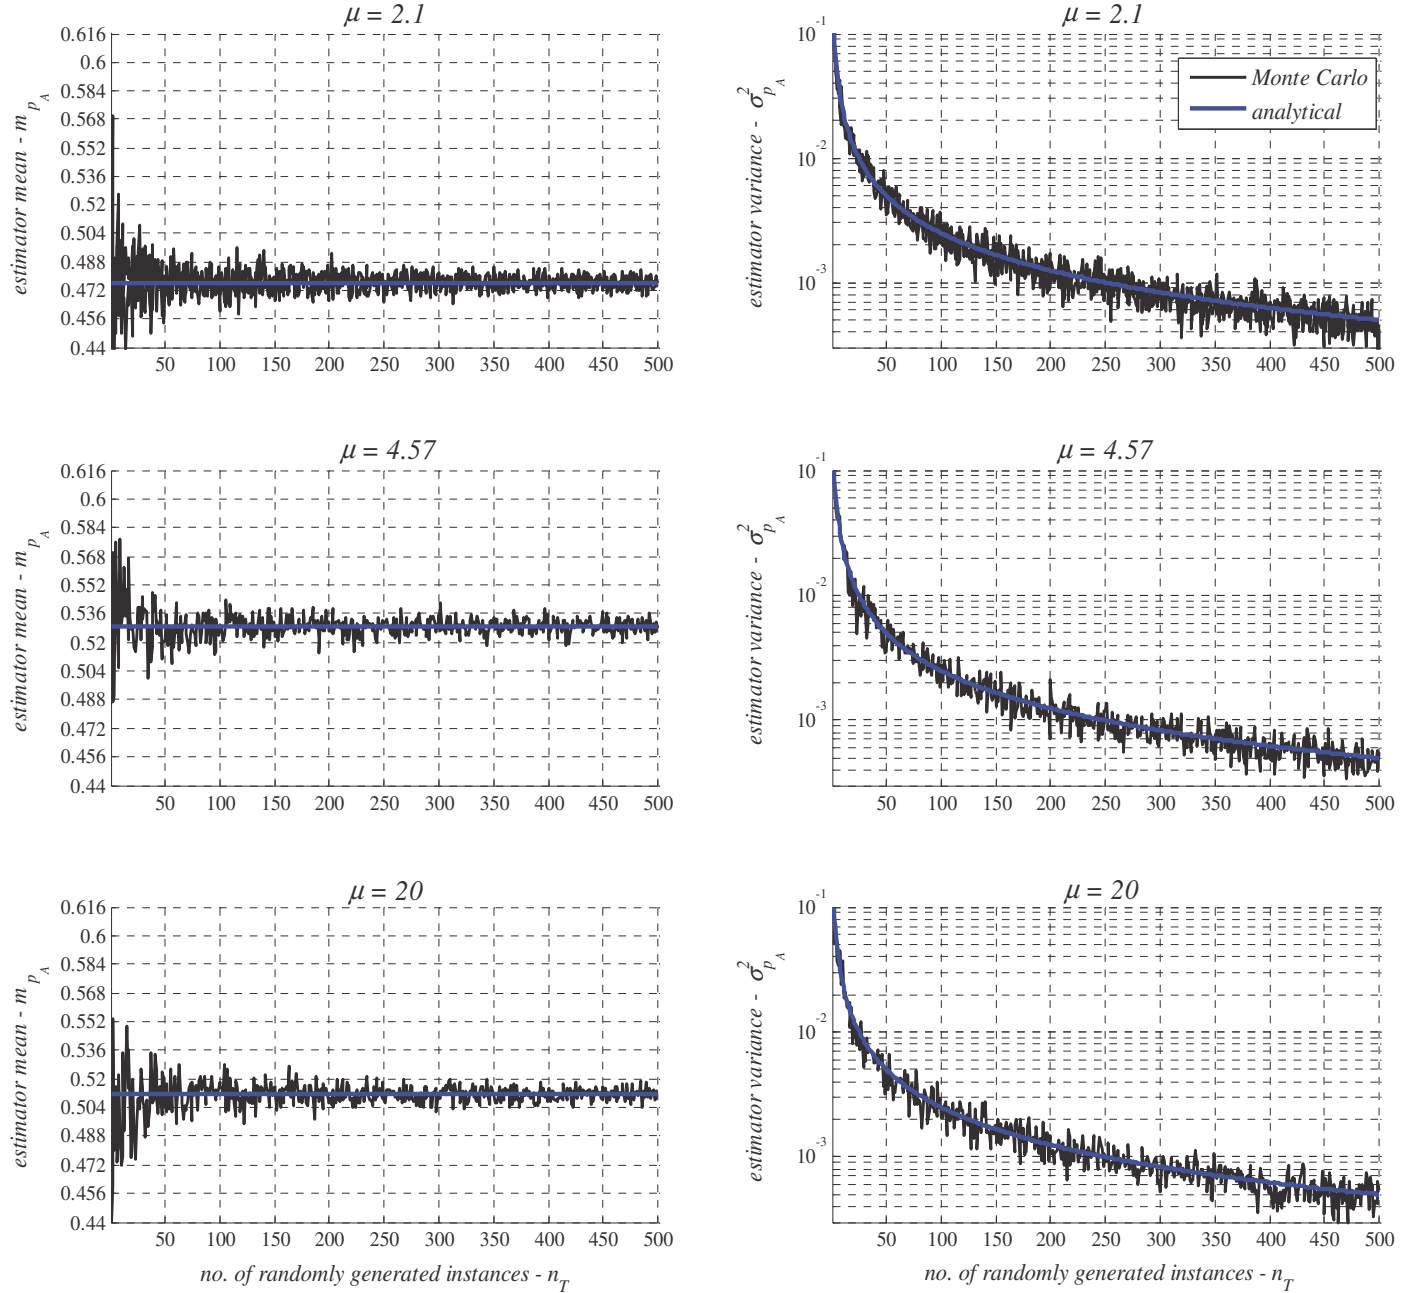 μ = 2.1
0.616
0.6
0.584
0.568
0.552
0.536
0.52
0.504
0.488
0.472
0.456
0.44
estimator mean - m_{p_A}
50 100 150 200 250 300 350 400 450 500
μ = 2.1
10^{-1}
10^{-2}
10^{-3}
estimator variance - σ^2_{p_A}
Monte Carlo
analytical
50 100 150 200 250 300 350 400 450 500
μ = 4.57
0.616
0.6
0.584
0.568
0.552
0.536
0.52
0.504
0.488
0.472
0.456
0.44
estimator mean - m_{p_A}
50 100 150 200 250 300 350 400 450 500
μ = 4.57
10^{-1}
10^{-2}
10^{-3}
estimator variance - σ^2_{p_A}
50 100 150 200 250 300 350 400 450 500
μ = 20
0.616
0.6
0.584
0.568
0.552
0.536
0.52
0.504
0.488
0.472
0.456
0.44
estimator mean - m_{p_A}
50 100 150 200 250 300 350 400 450 500
no. of randomly generated instances - n_T
μ = 20
10^{-1}
10^{-2}
10^{-3}
estimator variance - σ^2_{p_A}
50 100 150 200 250 300 350 400 450 500
no. of randomly generated instances - n_T